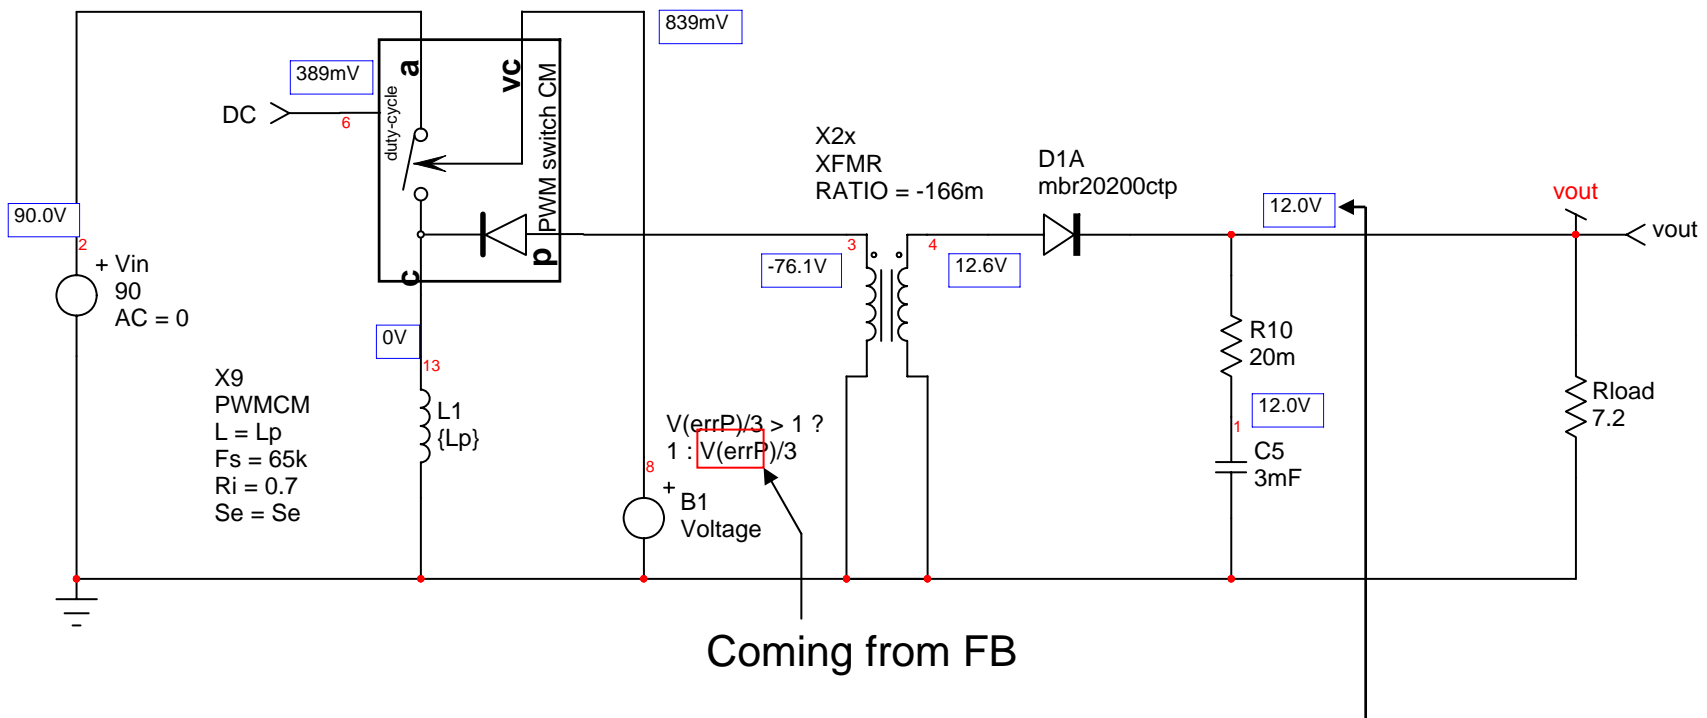 839mV
a
vc
389mV
duty-cycle
PWM switch CM
DC
6
X2x
XFMR
RATIO = -166m
D1A
mbr20200ctp
vout
90.0V
12.0V
2
p
3
4
vout
+
Vin
90
AC = 0
c
-76.1V
12.6V
0V
13
R10
20m
X9
PWMCM
L = Lp
Fs = 65k
Ri = 0.7
Se = Se
L1
{Lp}
12.0V
1
Rload
7.2
V(errP)/3 > 1 ?
1 : V(errP)/3
C5
3mF
8
+
B1
Voltage
Coming from FB